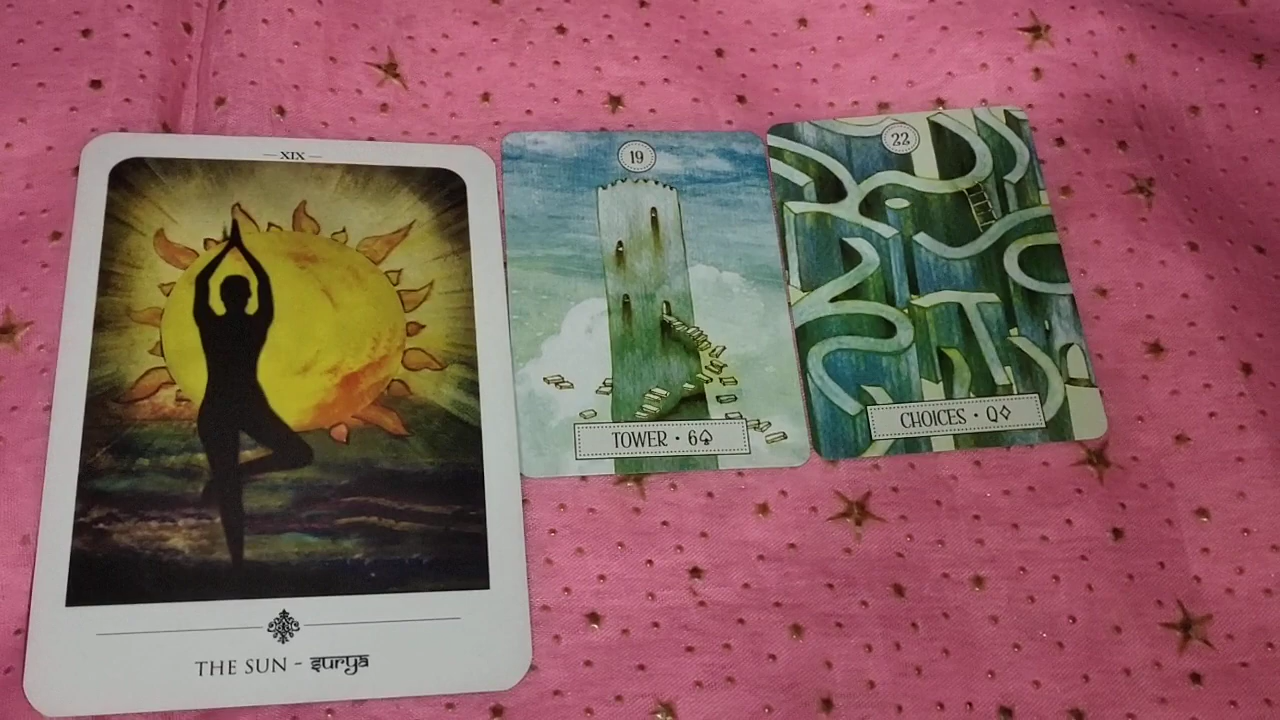 — XIX —
THE SUN - surya
19
TOWER • 6♤
22
CHOICES • Q♢